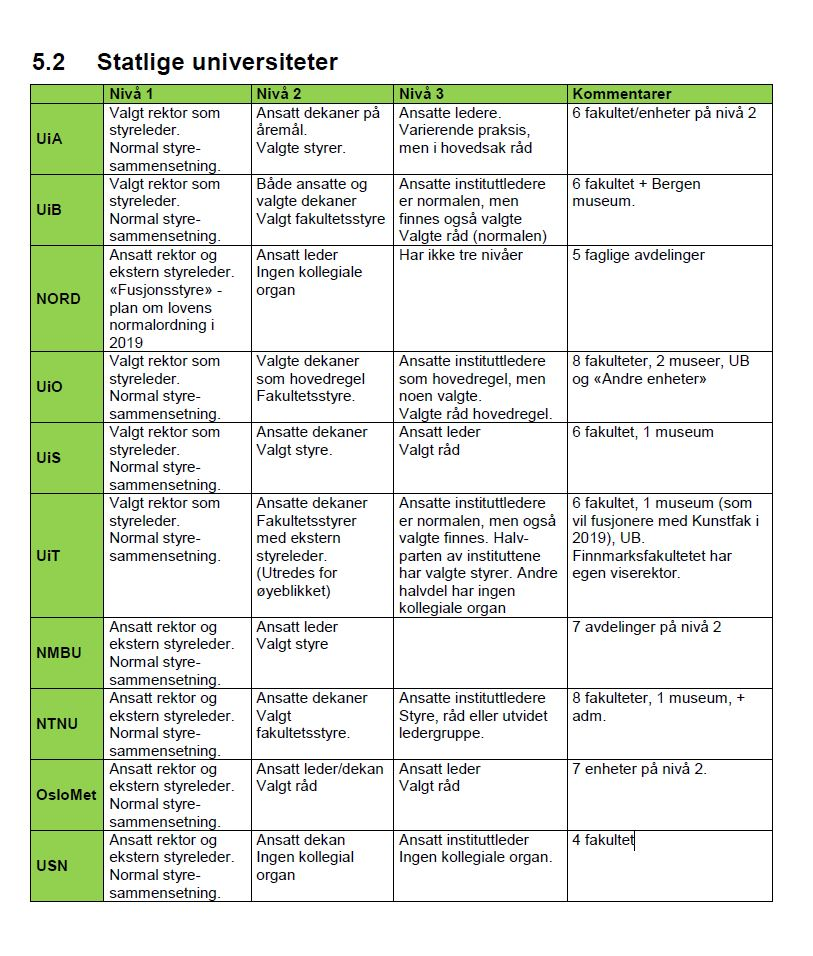 5.2 Statlige universiteter
Nivå 1 Nivå 2 Nivå 3 Kommentarer
UiA
Valgt rektor som
styreleder.
Normal styre-
sammensetning.
Ansatt dekaner på
åremål.
Valgte styrer.
Ansatte ledere.
Varierende praksis,
men i hovedsak råd
6 fakultet/enheter på nivå 2
UiB
Valgt rektor som
styreleder.
Normal styre-
sammensetning.
Både ansatte og
valgte dekaner
Valgt fakultetsstyre
Ansatte instituttledere
er normalen, men
finnes også valgte
Valgte råd (normalen)
6 fakultet + Bergen
museum.
NORD
Ansatt rektor og
ekstern styreleder.
«Fusjonsstyre» -
plan om lovens
normalordning i
2019
Ansatt leder
Ingen kollegiale
organ
Har ikke tre nivåer
5 faglige avdelinger
UiO
Valgt rektor som
styreleder.
Normal styre-
sammensetning.
Valgte dekaner
som hovedregel
Fakultetsstyre.
Ansatte instituttledere
som hovedregel, men
noen valgte.
Valgte råd hovedregel.
8 fakulteter, 2 museer, UB
og «Andre enheter»
UiS
Valgt rektor som
styreleder.
Normal styre-
sammensetning.
Ansatte dekaner
Valgt styre.
Ansatt leder
Valgt råd
6 fakultet, 1 museum
UiT
Valgt rektor som
styreleder.
Normal styre-
sammensetning.
Ansatte dekaner
Fakultetsstyrer
med ekstern
styreleder.
(Utredes for
øyeblikket)
Ansatte instituttledere
er normalen, men også
valgte finnes. Halv-
parten av instituttene
har valgte styrer. Andre
halvdel har ingen
kollegiale organ
6 fakultet, 1 museum (som
vil fusjonere med Kunstfak i
2019), UB.
Finnmarksfakultetet har
egen viserektor.
NMBU
Ansatt rektor og
ekstern styreleder.
Normal styre-
sammensetning.
Ansatt leder
Valgt styre
7 avdelinger på nivå 2
NTNU
Ansatt rektor og
ekstern styreleder.
Normal styre-
sammensetning.
Ansatte dekaner
Valgt
fakultetsstyre.
Ansatte instituttledere
Styre, råd eller utvidet
ledergruppe.
8 fakulteter, 1 museum, +
adm.
OsloMet
Ansatt rektor og
ekstern styreleder.
Normal styre-
sammensetning.
Ansatt leder/dekan
Valgt råd
Ansatt leder
Valgt råd
7 enheter på nivå 2.
USN
Ansatt rektor og
ekstern styreleder.
Normal styre-
sammensetning.
Ansatt dekan
Ingen kollegial
organ
Ansatt instituttleder
Ingen kollegiale organ.
4 fakultet